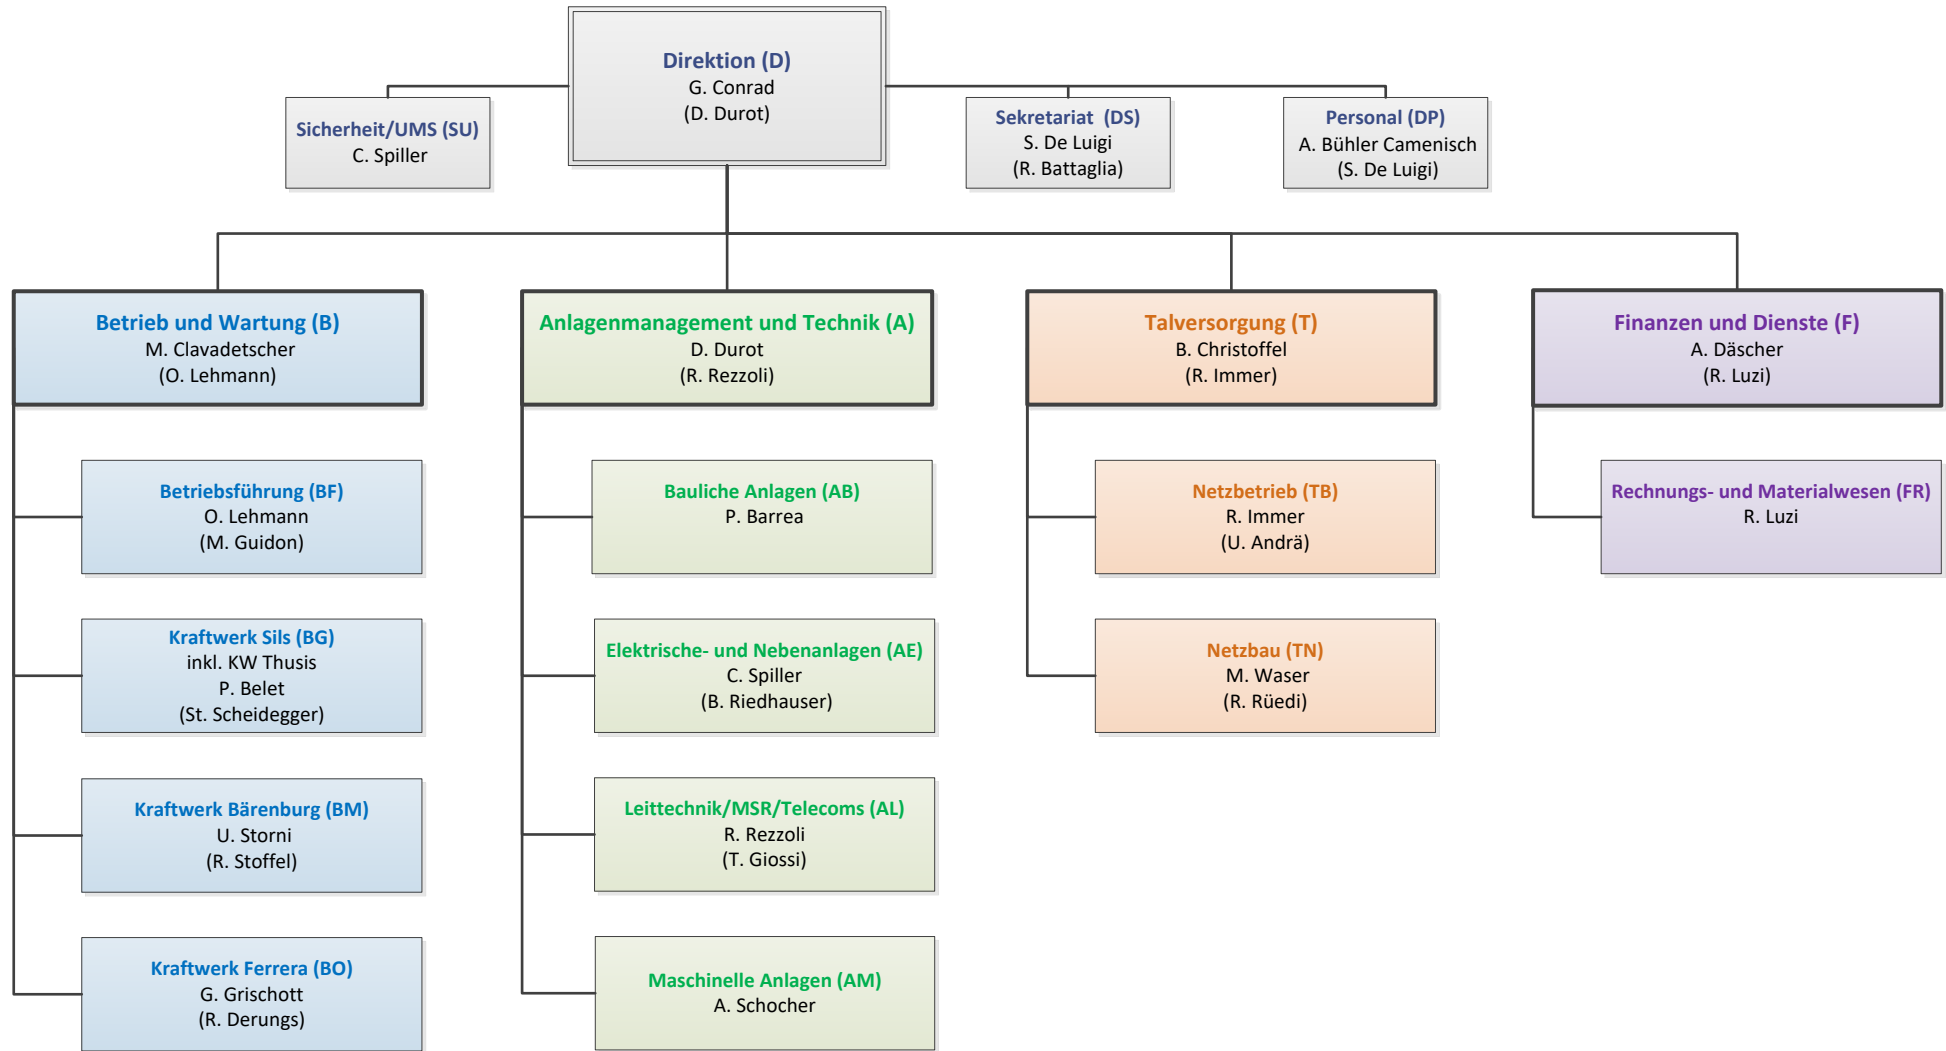 Direktion (D)
G. Conrad
(D. Durot)
Sicherheit/UMS (SU)
C. Spiller
Sekretariat (DS)
S. De Luigi
(R. Battaglia)
Personal (DP)
A. Bühler Camenisch
(S. De Luigi)
Betrieb und Wartung (B)
M. Clavadetscher
(O. Lehmann)
Anlagenmanagement und Technik (A)
D. Durot
(R. Rezzoli)
Talversorgung (T)
B. Christoffel
(R. Immer)
Finanzen und Dienste (F)
A. Däscher
(R. Luzi)
Betriebsführung (BF)
O. Lehmann
(M. Guidon)
Bauliche Anlagen (AB)
P. Barrea
Netzbetrieb (TB)
R. Immer
(U. Andrä)
Rechnungs- und Materialwesen (FR)
R. Luzi
Kraftwerk Sils (BG)
inkl. KW Thusis
P. Belet
(St. Scheidegger)
Elektrische- und Nebenanlagen (AE)
C. Spiller
(B. Riedhauser)
Netzbau (TN)
M. Waser
(R. Rüedi)
Kraftwerk Bärenburg (BM)
U. Storni
(R. Stoffel)
Leittechnik/MSR/Telecoms (AL)
R. Rezzoli
(T. Giossi)
Kraftwerk Ferrera (BO)
G. Grischott
(R. Derungs)
Maschinelle Anlagen (AM)
A. Schocher